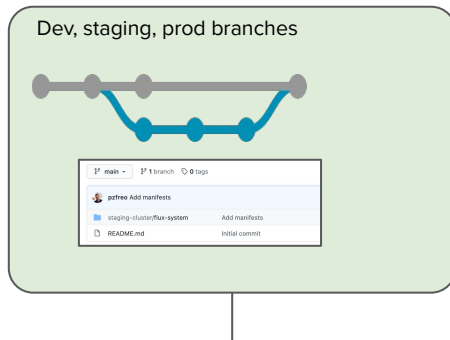 Dev, staging, prod branches
main 1 branch 0 tags
pzfreo Add manifests
staging-cluster/flux-system Add manifests
README.md Initial commit